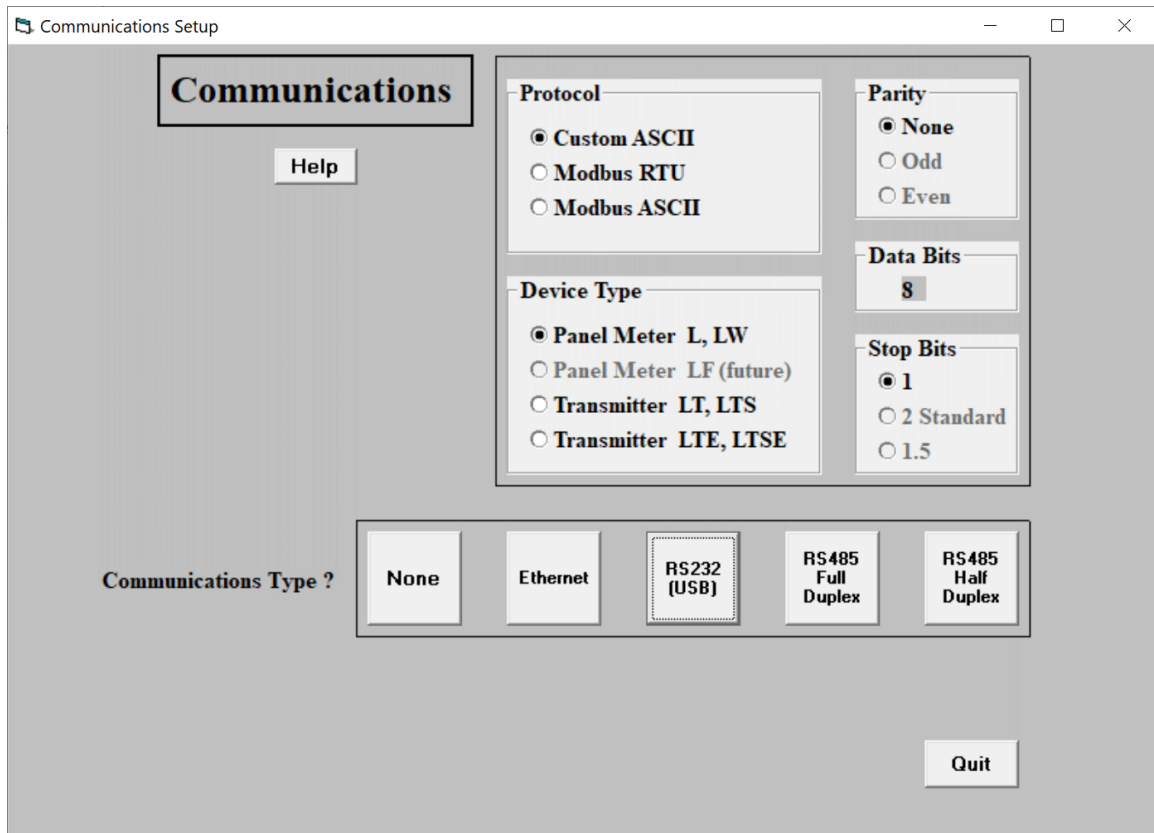 Communications Setup
Communications
Help
Protocol
Custom ASCII
Modbus RTU
Modbus ASCII
Device Type
Panel Meter L, LW
Panel Meter LF (future)
Transmitter LT, LTS
Transmitter LTE, LTSE
Parity
None
Odd
Even
Data Bits
8
Stop Bits
1
2 Standard
1.5
Communications Type ?
None
Ethernet
RS232
(USB)
RS485
Full
Duplex
RS485
Half
Duplex
Quit